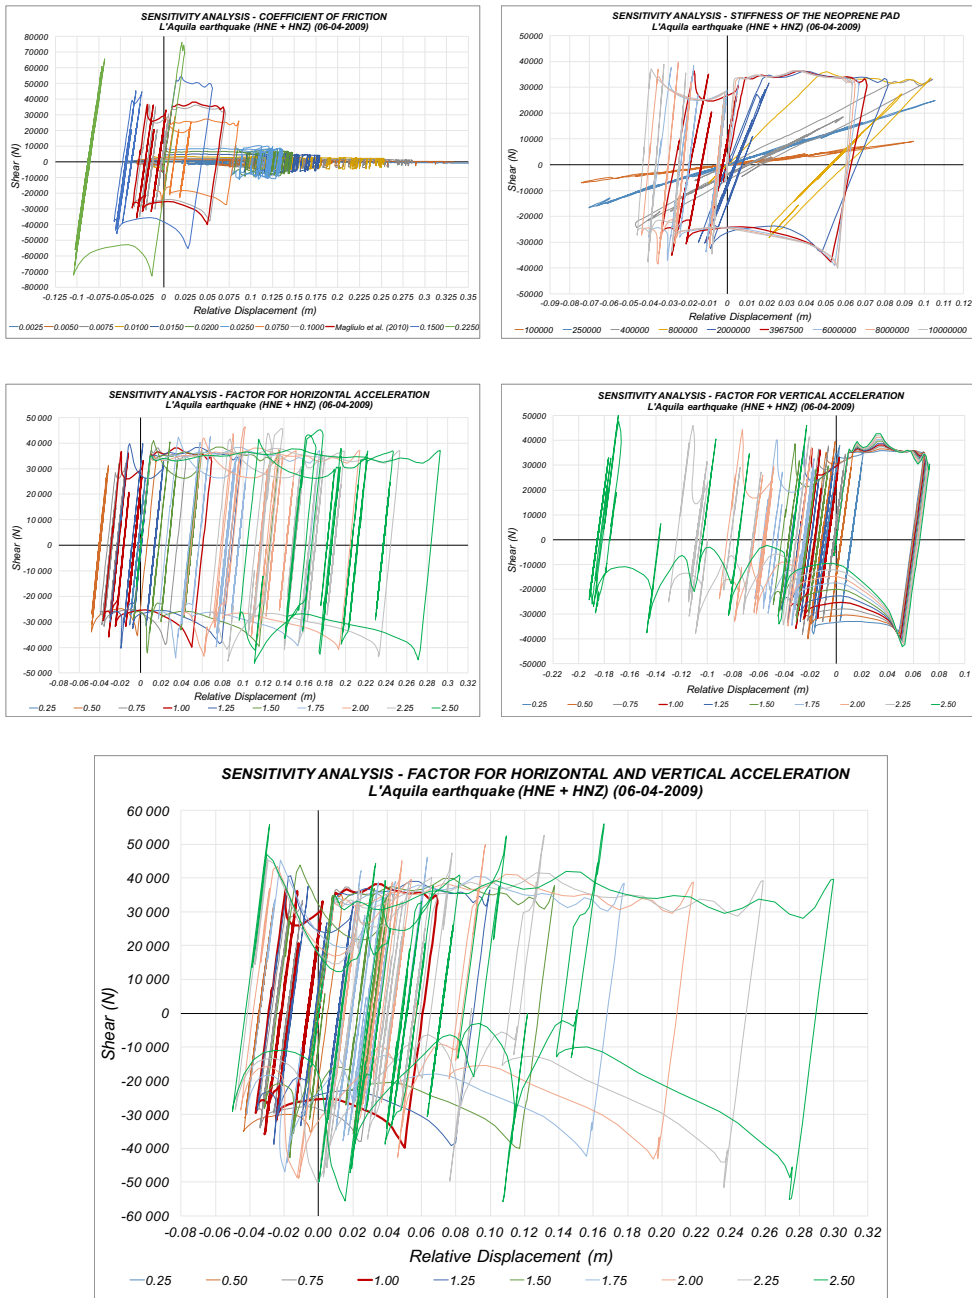 SENSITIVITY ANALYSIS - COEFFICIENT OF FRICTION
L'Aquila earthquake (HNE + HNZ) (06-04-2009)
80000
70000
60000
50000
40000
30000
20000
10000
0
-10000
-20000
-30000
-40000
-50000
-60000
-70000
-80000
Shear (N)
-0.125 -0.1 -0.075 -0.05 -0.025 0 0.025 0.05 0.075 0.1 0.125 0.15 0.175 0.2 0.225 0.25 0.275 0.3 0.325 0.35
Relative Displacement (m)
0.0025 0.0050 0.0075 0.0100 0.0150 0.0200 0.0250 0.0750 0.1000 Magliulo et al. (2010) 0.1500 0.2250
SENSITIVITY ANALYSIS - STIFFNESS OF THE NEOPRENE PAD
L'Aquila earthquake (HNE + HNZ) (06-04-2009)
50000
40000
30000
20000
10000
0
-10000
-20000
-30000
-40000
-50000
Shear (N)
-0.09 -0.08 -0.07 -0.06 -0.05 -0.04 -0.03 -0.02 -0.01 0 0.01 0.02 0.03 0.04 0.05 0.06 0.07 0.08 0.09 0.1 0.11 0.12
Relative Displacement (m)
100000 250000 400000 800000 2000000 3967500 6000000 8000000 10000000
SENSITIVITY ANALYSIS - FACTOR FOR HORIZONTAL ACCELERATION
L'Aquila earthquake (HNE + HNZ) (06-04-2009)
50 000
40 000
30 000
20 000
10 000
0
-10 000
-20 000
-30 000
-40 000
-50 000
Shear (N)
-0.08 -0.06 -0.04 -0.02 0 0.02 0.04 0.06 0.08 0.1 0.12 0.14 0.16 0.18 0.2 0.22 0.24 0.26 0.28 0.3 0.32
Relative Displacement (m)
0.25 0.50 0.75 1.00 1.25 1.50 1.75 2.00 2.25 2.50
SENSITIVITY ANALYSIS - FACTOR FOR VERTICAL ACCELERATION
L'Aquila earthquake (HNE + HNZ) (06-04-2009)
50000
40000
30000
20000
10000
0
-10000
-20000
-30000
-40000
-50000
Shear (N)
-0.22 -0.2 -0.18 -0.16 -0.14 -0.12 -0.1 -0.08 -0.06 -0.04 -0.02 0 0.02 0.04 0.06 0.08 0.1
Relative Displacement (m)
0.25 0.50 0.75 1.00 1.25 1.50 1.75 2.00 2.25 2.50
SENSITIVITY ANALYSIS - FACTOR FOR HORIZONTAL AND VERTICAL ACCELERATION
L'Aquila earthquake (HNE + HNZ) (06-04-2009)
60 000
50 000
40 000
30 000
20 000
10 000
0
-10 000
-20 000
-30 000
-40 000
-50 000
-60 000
Shear (N)
-0.08 -0.06 -0.04 -0.02 0.00 0.02 0.04 0.06 0.08 0.10 0.12 0.14 0.16 0.18 0.20 0.22 0.24 0.26 0.28 0.30 0.32
Relative Displacement (m)
0.25 0.50 0.75 1.00 1.25 1.50 1.75 2.00 2.25 2.50